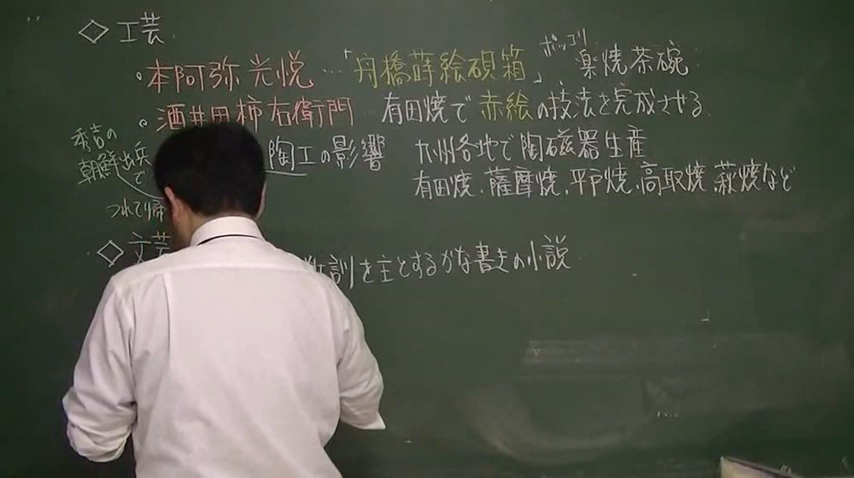 ◇工芸
・本阿弥光悦…「舟橋蒔絵硯箱」 楽焼茶碗
・酒井田柿右衛門 有田焼で赤絵の技法を完成させる
秀吉の
朝鮮出兵
で
つれて帰
陶工の影響 九州各地で陶磁器生産
有田焼、薩摩焼、平戸焼、高取焼、萩焼など
◇文芸
訓を主とするかな書きの小説